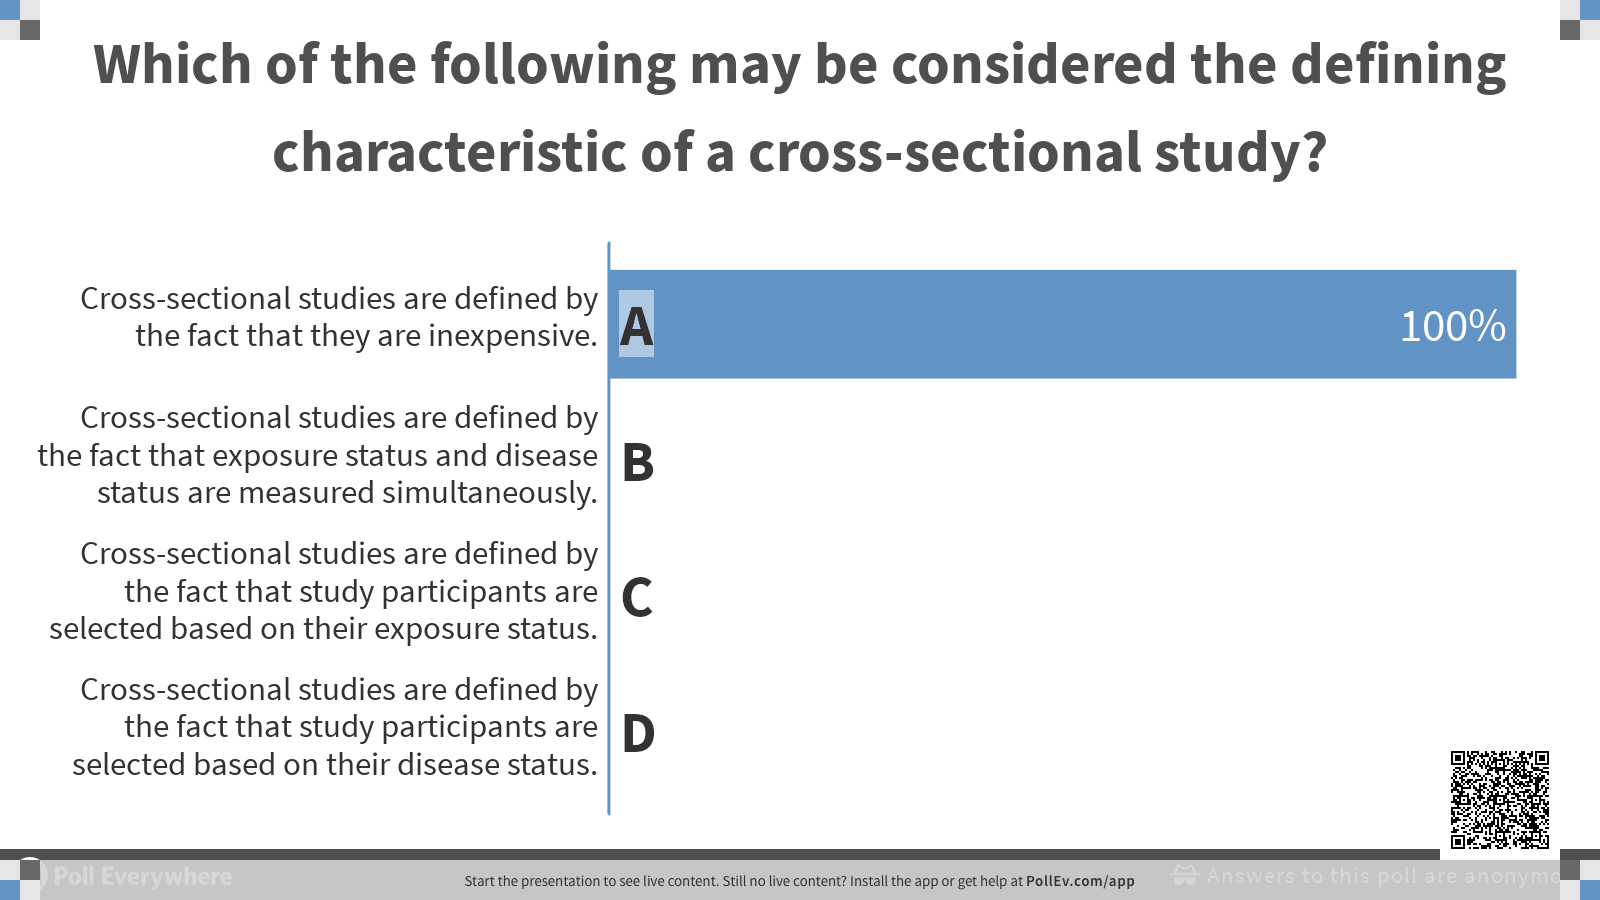 Which of the following may be considered the defining
characteristic of a cross-sectional study?
Cross-sectional studies are defined by
the fact that they are inexpensive.
A
100%
Cross-sectional studies are defined by
the fact that exposure status and disease
status are measured simultaneously.
B
Cross-sectional studies are defined by
the fact that study participants are
selected based on their exposure status.
C
Cross-sectional studies are defined by
the fact that study participants are
selected based on their disease status.
D
Poll Everywhere
Start the presentation to see live content. Still no live content? Install the app or get help at PollEv.com/app
Answers to this poll are anonymo